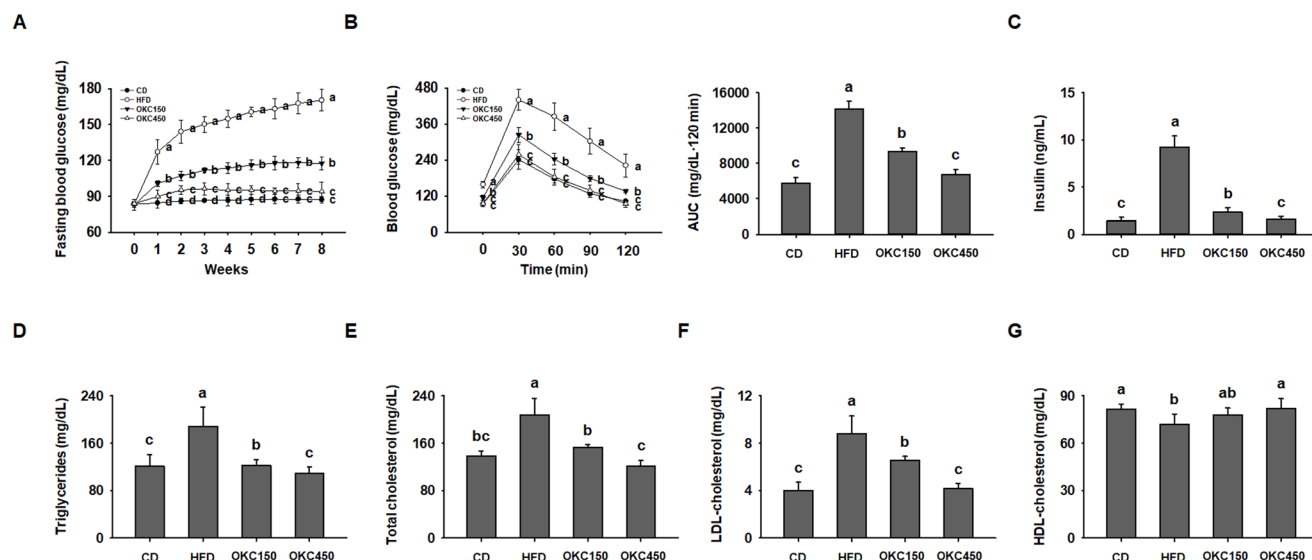 A
B
C
Fasting blood glucose (mg/dL)
180
150
120
90
60
CD
HFD
OKC150
OKC450
a a a a a a a a
b b b b b b b b
c c c c c c c c
d d d d d d d c
0 1 2 3 4 5 6 7 8
Weeks
Blood glucose (mg/dL)
480
360
240
120
0
CD
HFD
OKC150
OKC450
a a a a a
b b b b b
c c c c c
c c c c c
0 30 60 90 120
Time (min)
AUC (mg/dL·120 min)
16000
12000
8000
4000
0
c a b c
CD HFD OKC150 OKC450
Insulin (ng/mL)
15
10
5
0
c a c c
CD HFD OKC150 OKC450
D
E
F
G
Triglycerides (mg/dL)
240
160
80
0
c a b c
CD HFD OKC150 OKC450
Total cholesterol (mg/dL)
240
160
80
0
bc a b c
CD HFD OKC150 OKC450
LDL-cholesterol (mg/dL)
12
8
4
0
c a b c
CD HFD OKC150 OKC450
HDL-cholesterol (mg/dL)
90
60
30
0
a b ab a
CD HFD OKC150 OKC450